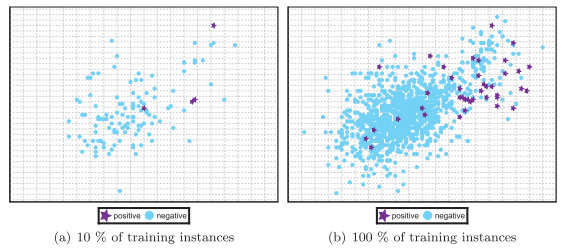 positive negative
positive negative
(a) 10 % of training instances
(b) 100 % of training instances